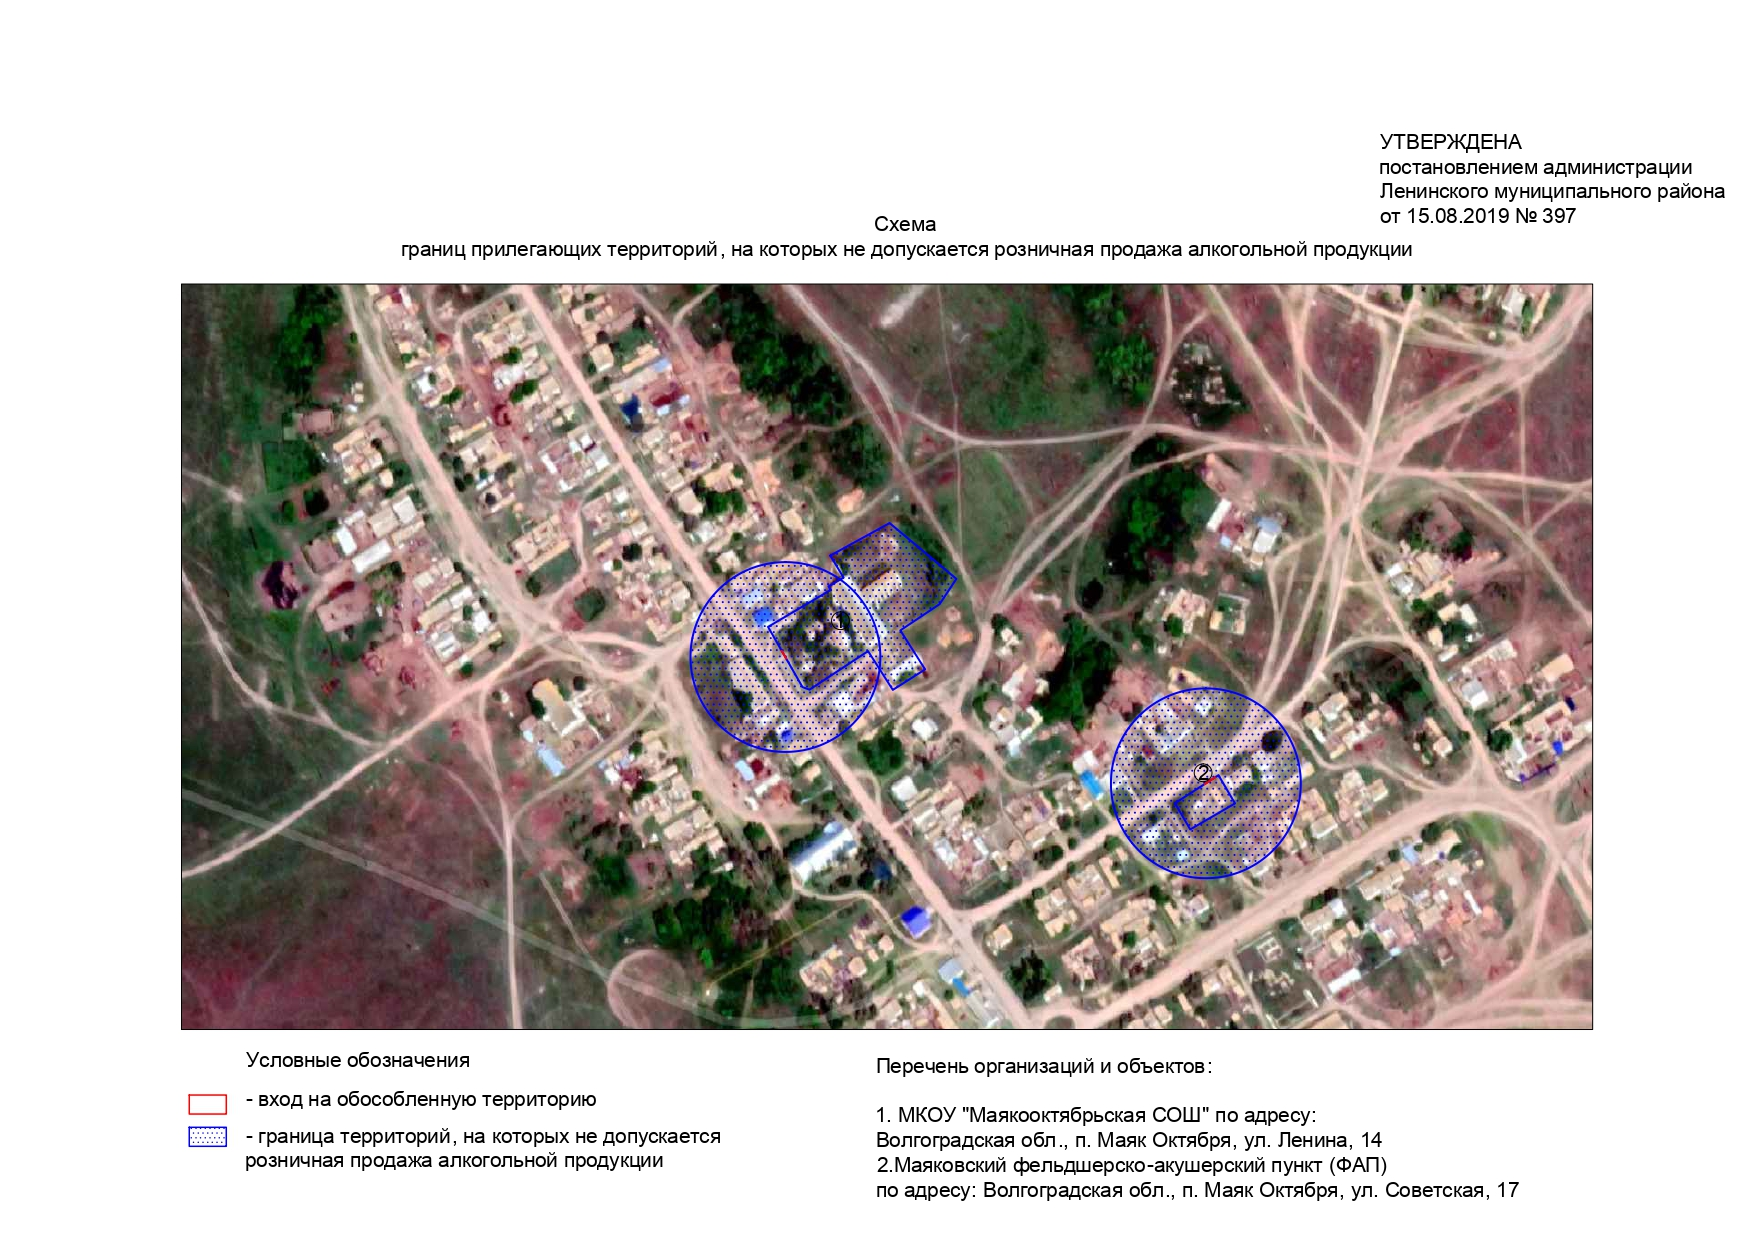 УТВЕРЖДЕНА
постановлением администрации
Ленинского муниципального района
от 15.08.2019 № 397
Схема
границ прилегающих территорий, на которых не допускается розничная продажа алкогольной продукции
1
2
Условные обозначения
- вход на обособленную территорию
- граница территорий, на которых не допускается
розничная продажа алкогольной продукции
Перечень организаций и объектов:
1. МКОУ "Маякооктябрьская СОШ" по адресу:
Волгоградская обл., п. Маяк Октября, ул. Ленина, 14
2.Маяковский фельдшерско-акушерский пункт (ФАП)
по адресу: Волгоградская обл., п. Маяк Октября, ул. Советская, 17